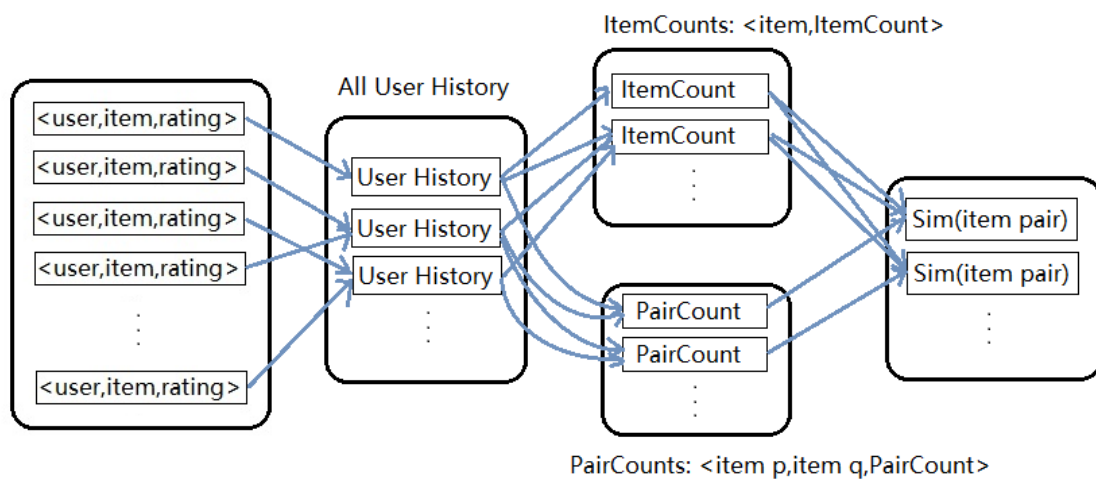 ItemCounts: <item,ItemCount>
All User History
<user,item,rating>
<user,item,rating>
<user,item,rating>
<user,item,rating>
<user,item,rating>
User History
User History
User History
ItemCount
ItemCount
PairCount
PairCount
Sim(item pair)
Sim(item pair)
PairCounts: <item p,item q,PairCount>